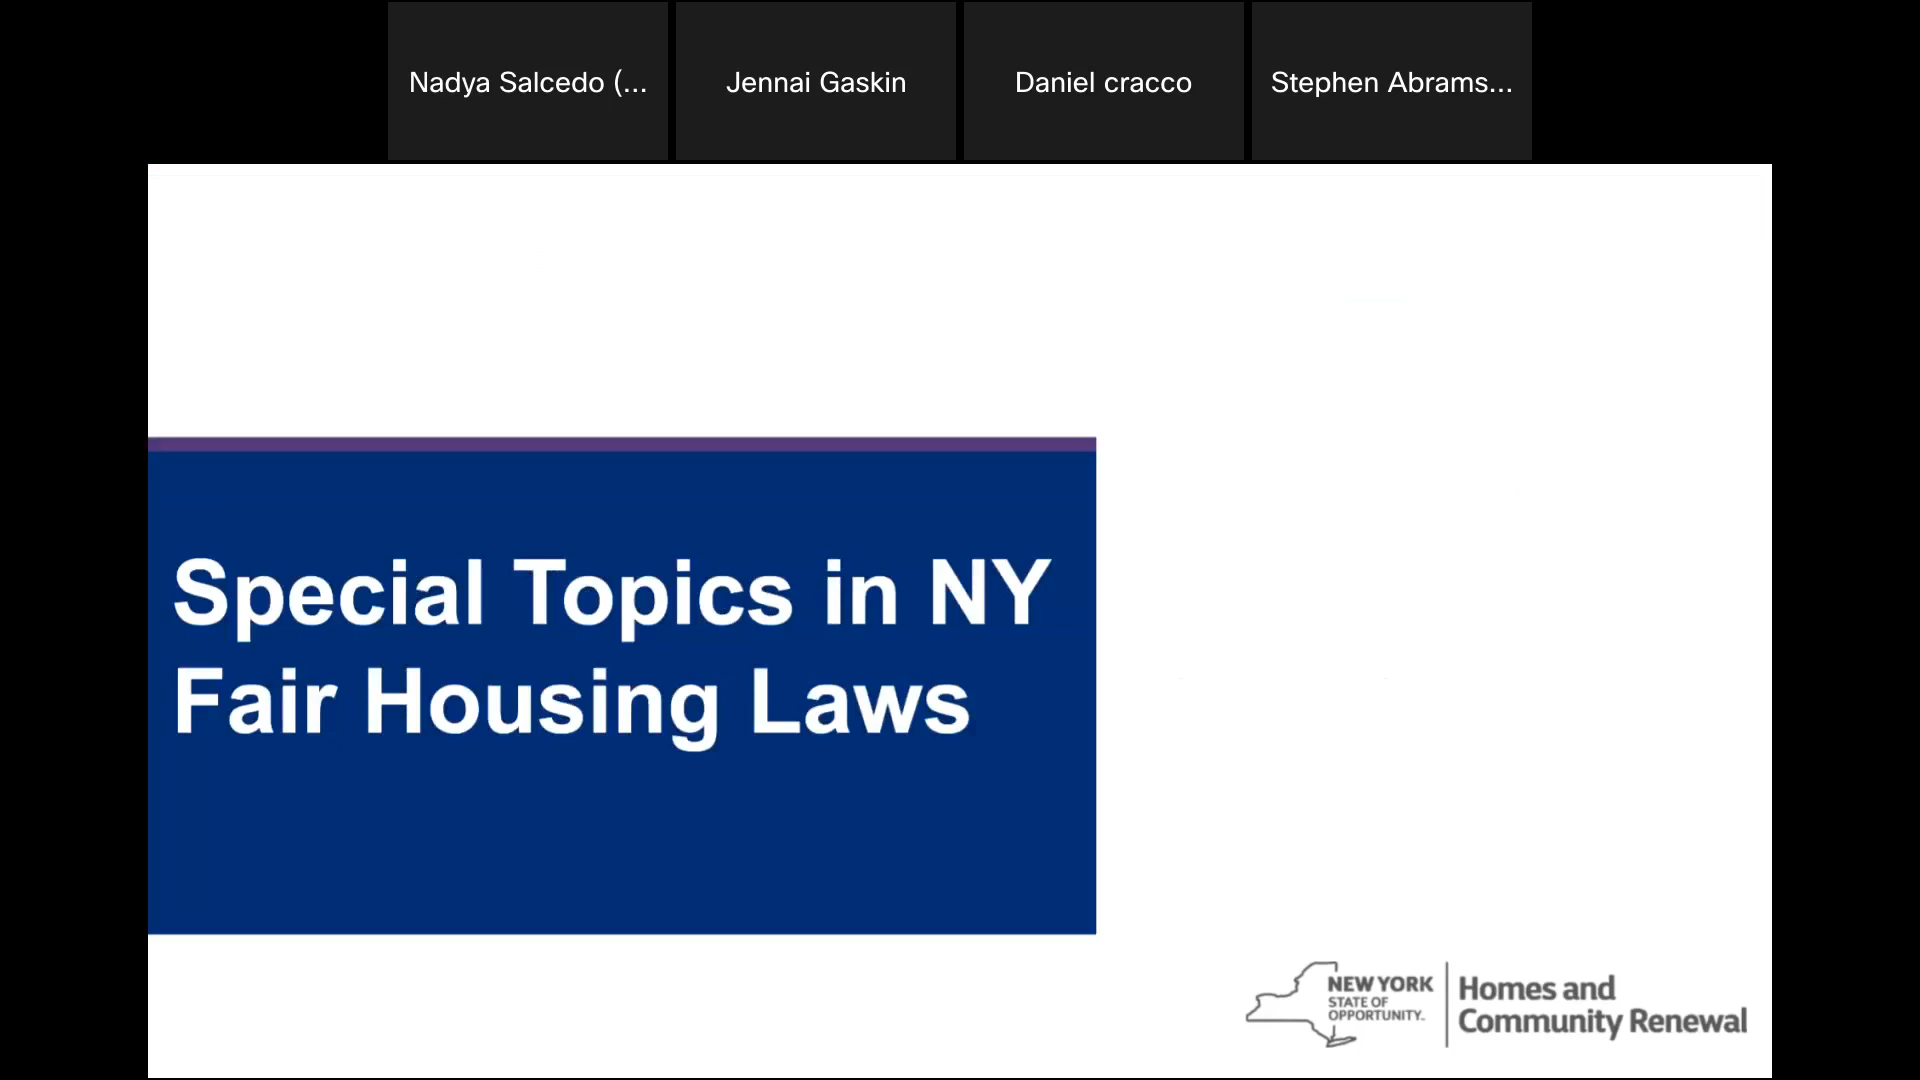 Nadya Salcedo (...
Jennai Gaskin
Daniel cracco
Stephen Abrams...
Special Topics in NY
Fair Housing Laws
NEW YORK
STATE OF
OPPORTUNITY.
Homes and
Community Renewal